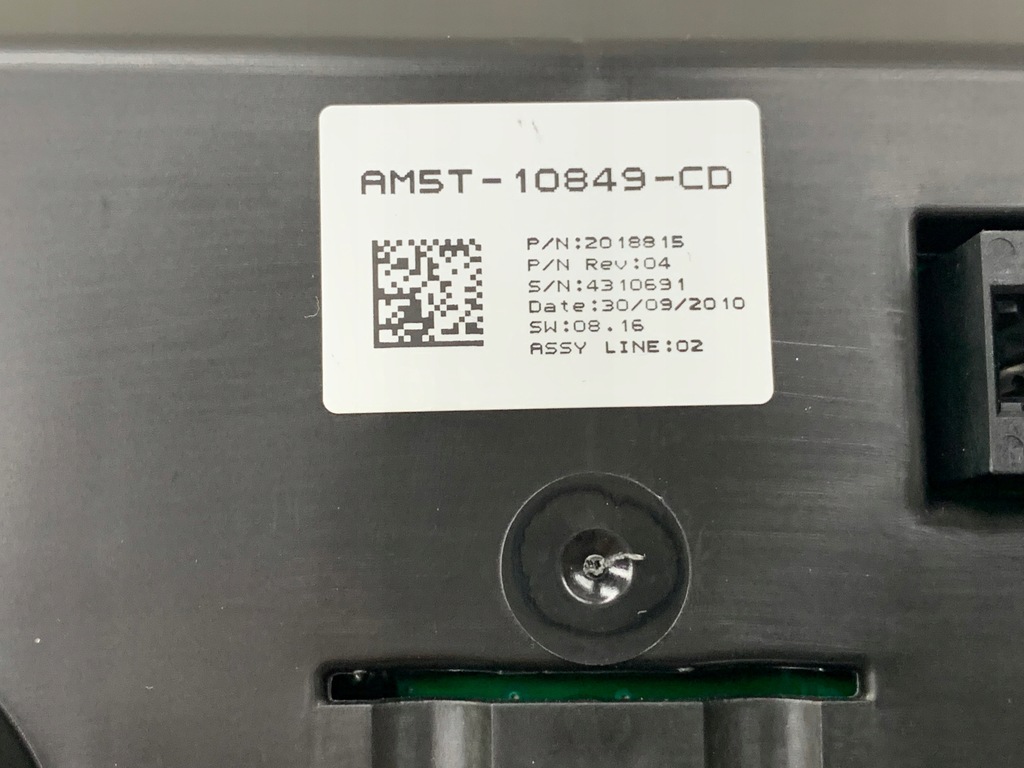 AM5T-10849-CD
P/N:2018815
P/N Rev:04
S/N:4310691
Date:30/09/2010
SW:08.16
ASSY LINE:02